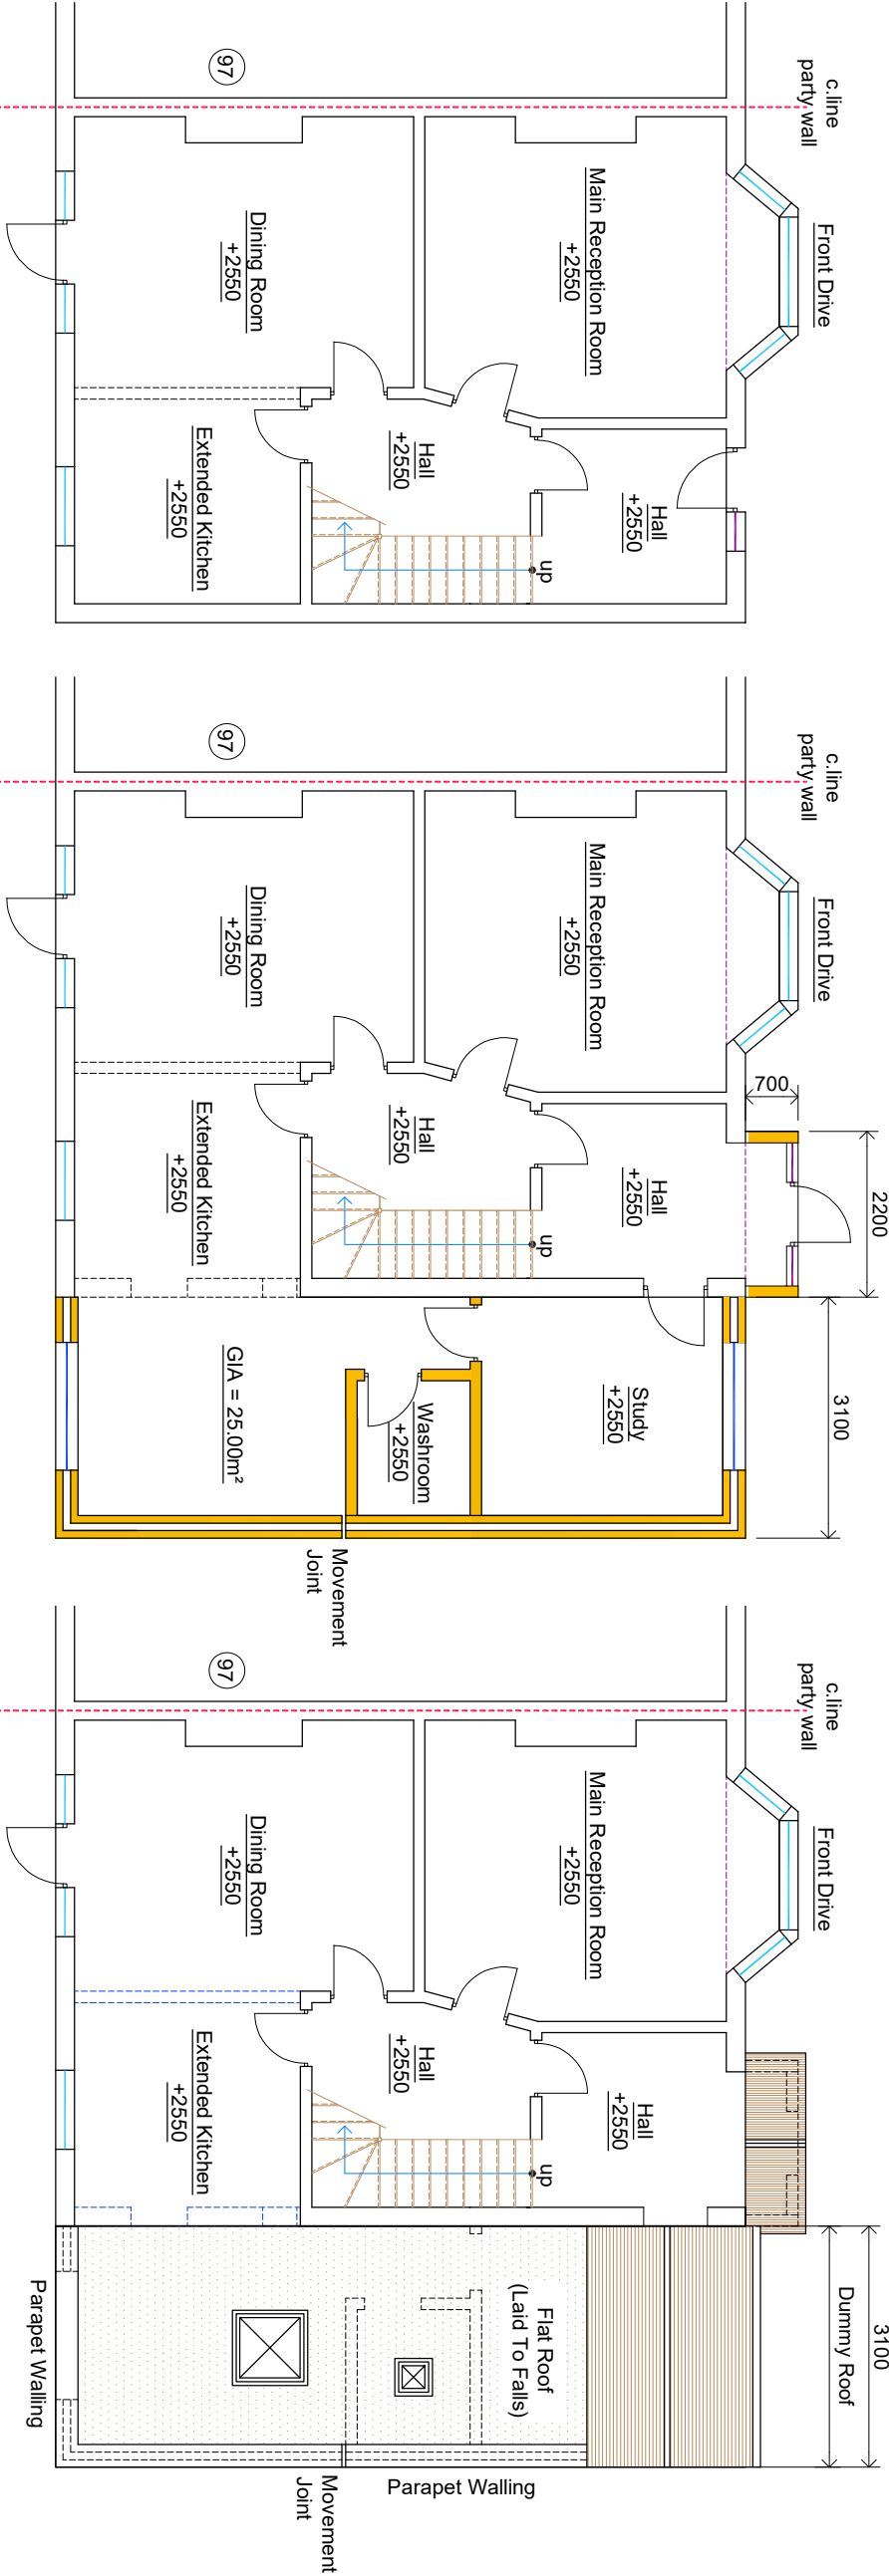 c.line
party wall
Front Drive
97
Main Reception Room
+2550
Dining Room
+2550
Hall
+2550
Hall
+2550
Extended Kitchen
+2550
up
c.line
party wall
Front Drive
97
700
2200
3100
Main Reception Room
+2550
Dining Room
+2550
Hall
+2550
Hall
+2550
Extended Kitchen
+2550
up
Study
+2550
Washroom
+2550
GIA = 25.00m²
Movement
Joint
c.line
party wall
Front Drive
97
Main Reception Room
+2550
Dining Room
+2550
Hall
+2550
Hall
+2550
Extended Kitchen
+2550
up
3100
Dummy Roof
Flat Roof
(Laid To Falls)
Parapet Walling
Parapet Walling
Movement
Joint